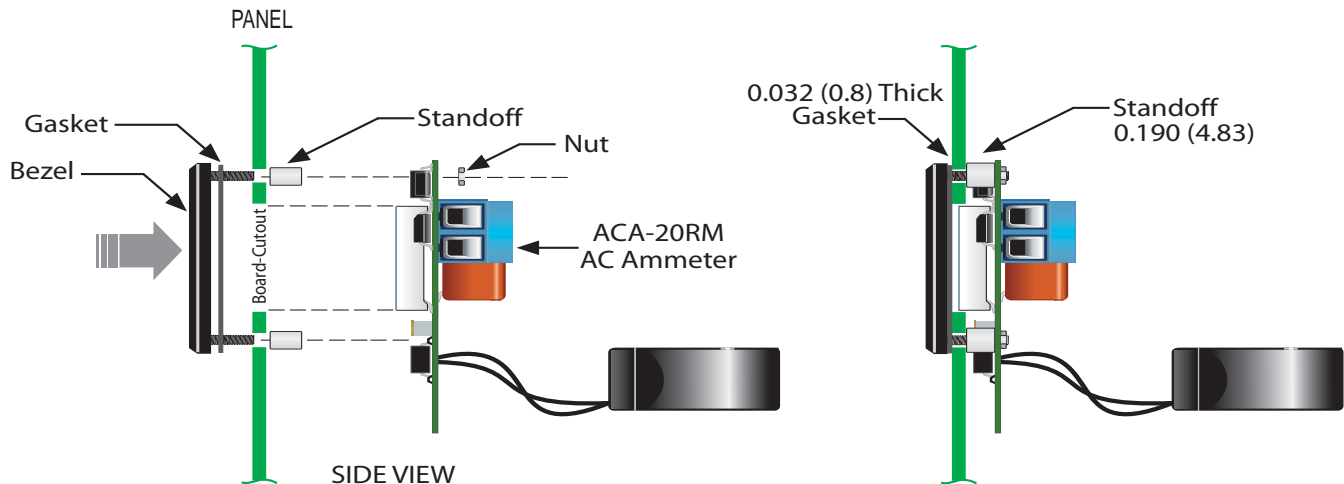 PANEL
Gasket
Standoff
Bezel
Nut
Board-Cutout
ACA-20RM
AC Ammeter
SIDE VIEW
0.032 (0.8) Thick
Gasket
Standoff
0.190 (4.83)